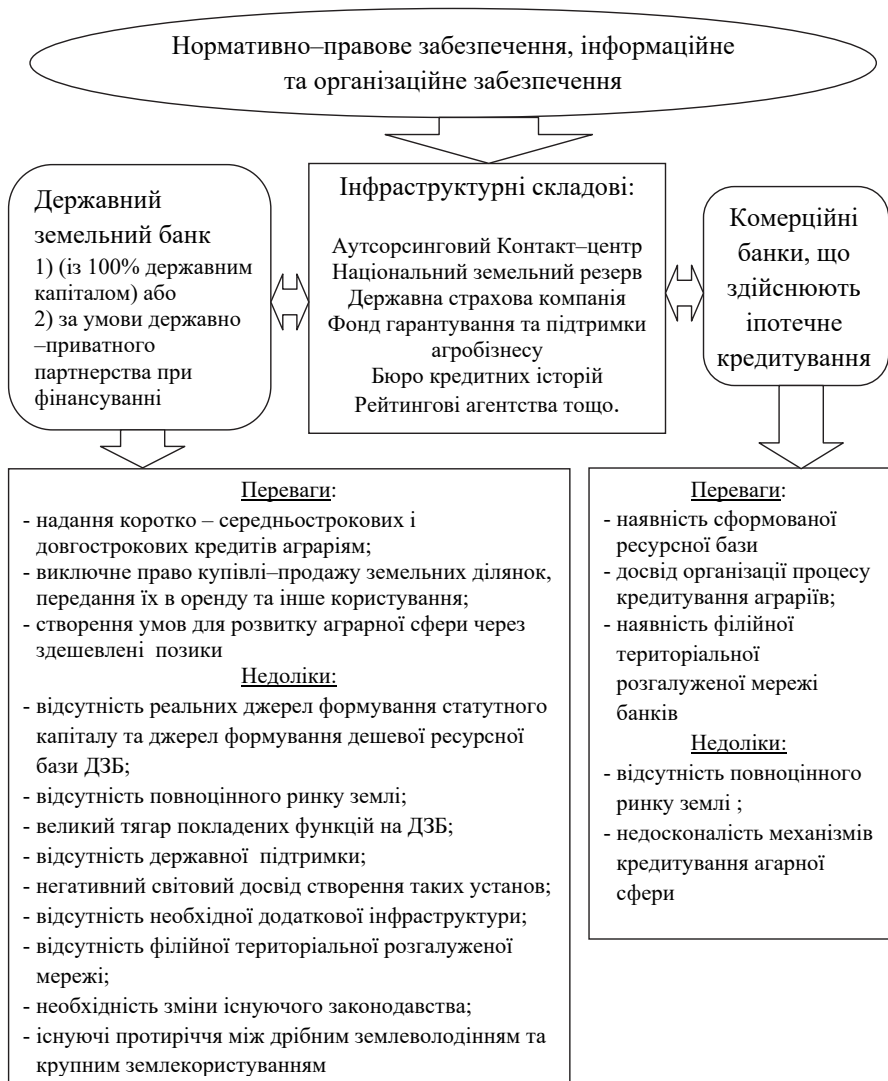 Нормативно–правове забезпечення, інформаційне
та організаційне забезпечення
Державний
земельний банк
1) (із 100% державним
капіталом) або
2) за умови державно
–приватного
партнерства при
фінансуванні
Інфраструктурні складові:
Аутсорсинговий Контакт–центр
Національний земельний резерв
Державна страхова компанія
Фонд гарантування та підтримки
агробізнесу
Бюро кредитних історій
Рейтингові агентства тощо.
Комерційні
банки, що
здійснюють
іпотечне
кредитування
Переваги:
- надання коротко – середньострокових і
довгострокових кредитів аграріям;
- виключне право купівлі–продажу земельних ділянок,
передання їх в оренду та інше користування;
- створення умов для розвитку аграрної сфери через
здешевлені позики
Недоліки:
- відсутність реальних джерел формування статутного
капіталу та джерел формування дешевої ресурсної
бази ДЗБ;
- відсутність повноцінного ринку землі;
- великий тягар покладених функцій на ДЗБ;
- відсутність державної підтримки;
- негативний світовий досвід створення таких установ;
- відсутність необхідної додаткової інфраструктури;
- відсутність філійної територіальної розгалуженої
мережі;
- необхідність зміни існуючого законодавства;
- існуючі протиріччя між дрібним землеволодінням та
крупним землекористуванням
Переваги:
- наявність сформованої
ресурсної бази
- досвід організації процесу
кредитування аграріїв;
- наявність філійної
територіальної
розгалуженої мережі
банків
Недоліки:
- відсутність повноцінного
ринку землі ;
- недосконалість механізмів
кредитування агарної
сфери